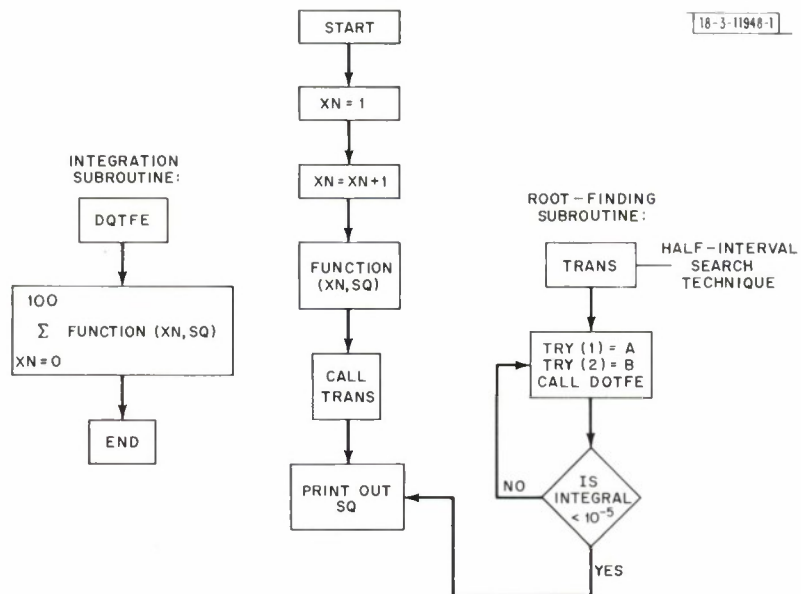 18-3-11948-1
START
XN = 1
XN = XN+1
FUNCTION
(XN, SQ)
CALL
TRANS
PRINT OUT
SQ
INTEGRATION
SUBROUTINE:
DQTFE
100
Σ FUNCTION (XN, SQ)
XN = 0
END
ROOT-FINDING
SUBROUTINE:
TRANS
HALF-INTERVAL
SEARCH
TECHNIQUE
TRY (1) = A
TRY (2) = B
CALL DOTFE
IS
INTEGRAL
< 10⁻⁵
NO
YES